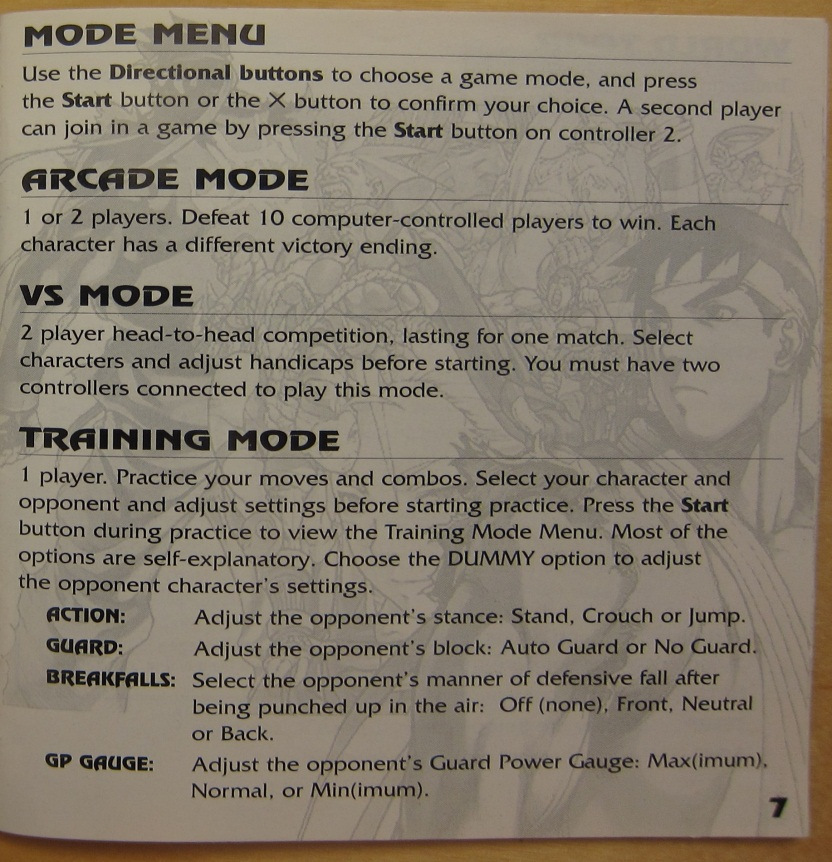 MODE MENU
Use the Directional buttons to choose a game mode, and press
the Start button or the ✕ button to confirm your choice. A second player
can join in a game by pressing the Start button on controller 2.
ARCADE MODE
1 or 2 players. Defeat 10 computer-controlled players to win. Each
character has a different victory ending.
VS MODE
2 player head-to-head competition, lasting for one match. Select
characters and adjust handicaps before starting. You must have two
controllers connected to play this mode.
TRAINING MODE
1 player. Practice your moves and combos. Select your character and
opponent and adjust settings before starting practice. Press the Start
button during practice to view the Training Mode Menu. Most of the
options are self-explanatory. Choose the DUMMY option to adjust
the opponent character's settings.
ACTION: Adjust the opponent's stance: Stand, Crouch or Jump.
GUARD: Adjust the opponent's block: Auto Guard or No Guard.
BREAKFALLS: Select the opponent's manner of defensive fall after
being punched up in the air: Off (none), Front, Neutral
or Back.
GP GAUGE: Adjust the opponent's Guard Power Gauge: Max(imum),
Normal, or Min(imum).
7